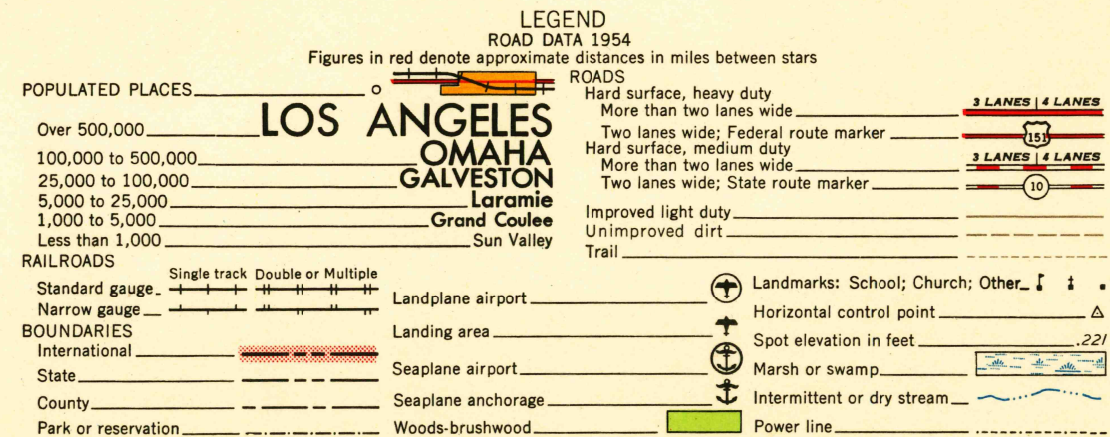 LEGEND
ROAD DATA 1954
Figures in red denote approximate distances in miles between stars
POPULATED PLACES
Over 500,000 LOS ANGELES
100,000 to 500,000 OMAHA
25,000 to 100,000 GALVESTON
5,000 to 25,000 Laramie
1,000 to 5,000 Grand Coulee
Less than 1,000 Sun Valley
ROADS
Hard surface, heavy duty
More than two lanes wide 3 LANES | 4 LANES
Two lanes wide; Federal route marker 151
Hard surface, medium duty
More than two lanes wide 3 LANES | 4 LANES
Two lanes wide; State route marker 10
Improved light duty
Unimproved dirt
Trail
RAILROADS
Single track Double or Multiple
Standard gauge
Narrow gauge
BOUNDARIES
International
State
County
Park or reservation
Landplane airport
Landing area
Seaplane airport
Seaplane anchorage
Woods-brushwood
Landmarks: School; Church; Other
Horizontal control point
Spot elevation in feet .221
Marsh or swamp
Intermittent or dry stream
Power line